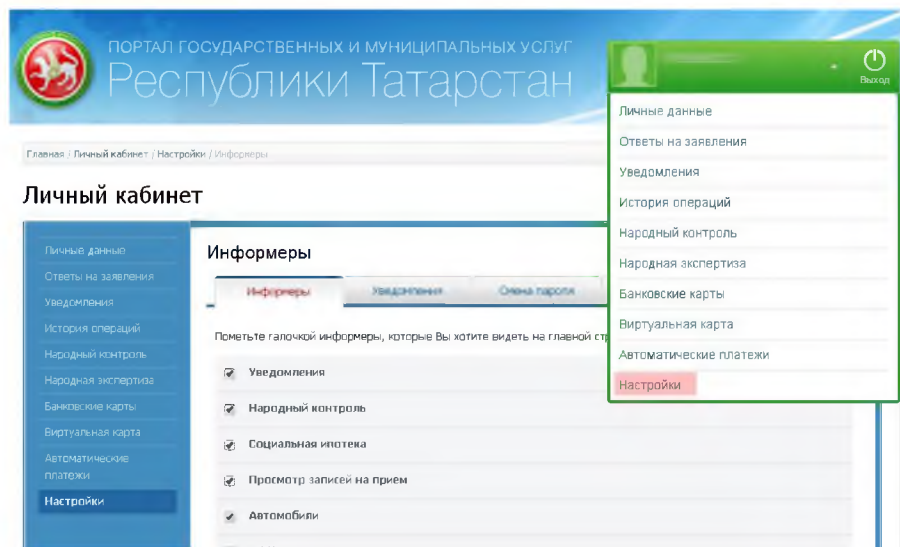 ПОРТАЛ ГОСУДАРСТВЕННЫХ И МУНИЦИПАЛЬНЫХ УСЛУГ
Республики Татарстан
Выход
Личные данные
Ответы на заявления
Уведомления
История операций
Народный контроль
Народная экспертиза
Банковские карты
Виртуальная карта
Автоматические платежи
Настройки
Главная / Личный кабинет / Настройки / Информеры
Личный кабинет
Личные данные
Ответы на заявления
Уведомления
История операций
Народный контроль
Народная экспертиза
Банковские карты
Виртуальная карта
Автоматические
платежи
Настройки
Информеры
Информеры Уведомления Смена пароля
Пометьте галочкой информеры, которые Вы хотите видеть на главной стр
Уведомления
Народный контроль
Социальная ипотека
Просмотр записей на прием
Автомобили